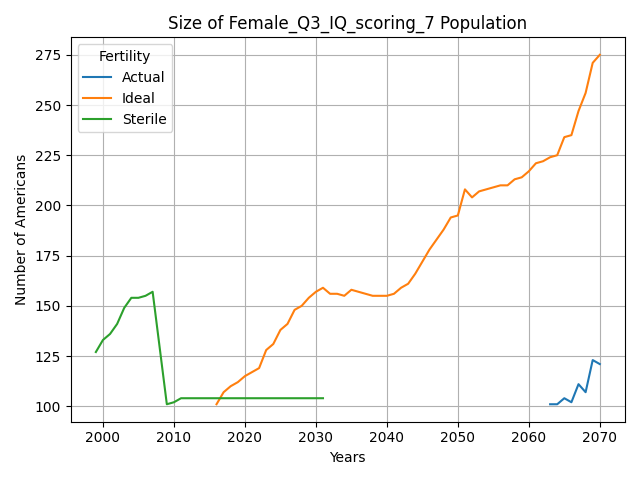 Size of Female_Q3_IQ_scoring_7 Population
Fertility
Actual
Ideal
Sterile
Number of Americans
275
250
225
200
175
150
125
100
2000 2010 2020 2030 2040 2050 2060 2070
Years